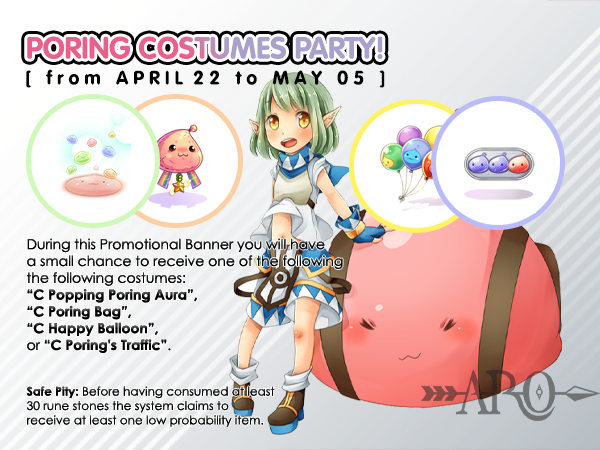 PORING COSTUMES PARTY!
[ from APRIL 22 to MAY 05 ]
During this Promotional Banner you will have
a small chance to receive one of the following
the following costumes:
“C Popping Poring Aura”,
“C Poring Bag”,
“C Happy Balloon”,
or “C Poring's Traffic”.
Safe Pity: Before having consumed at least
30 rune stones the system claims to
receive at least one low probability item.
ARO